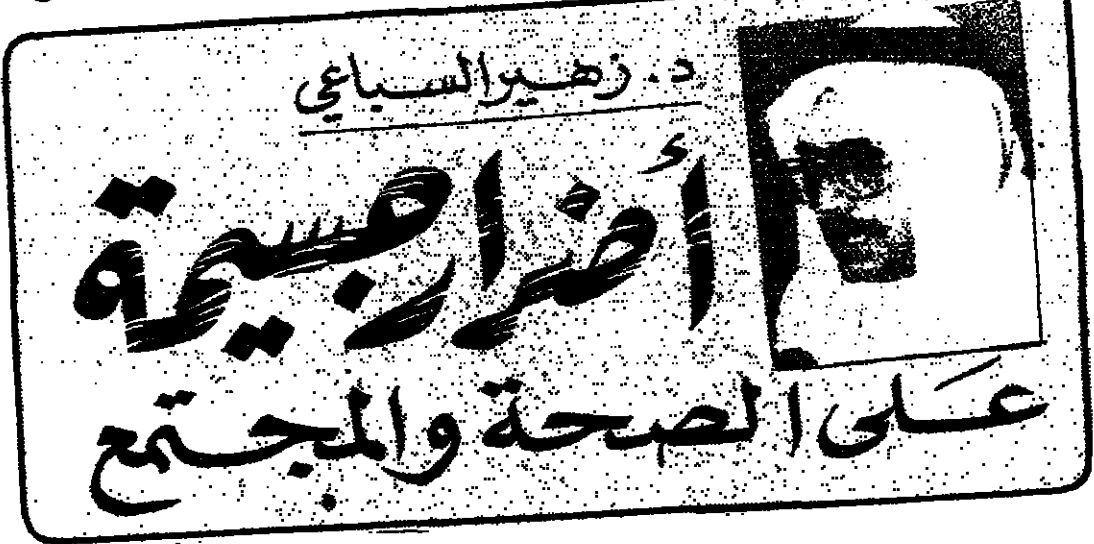 د. زهير السباعي
أضرار جسيمة
على الصحة والمجتمع